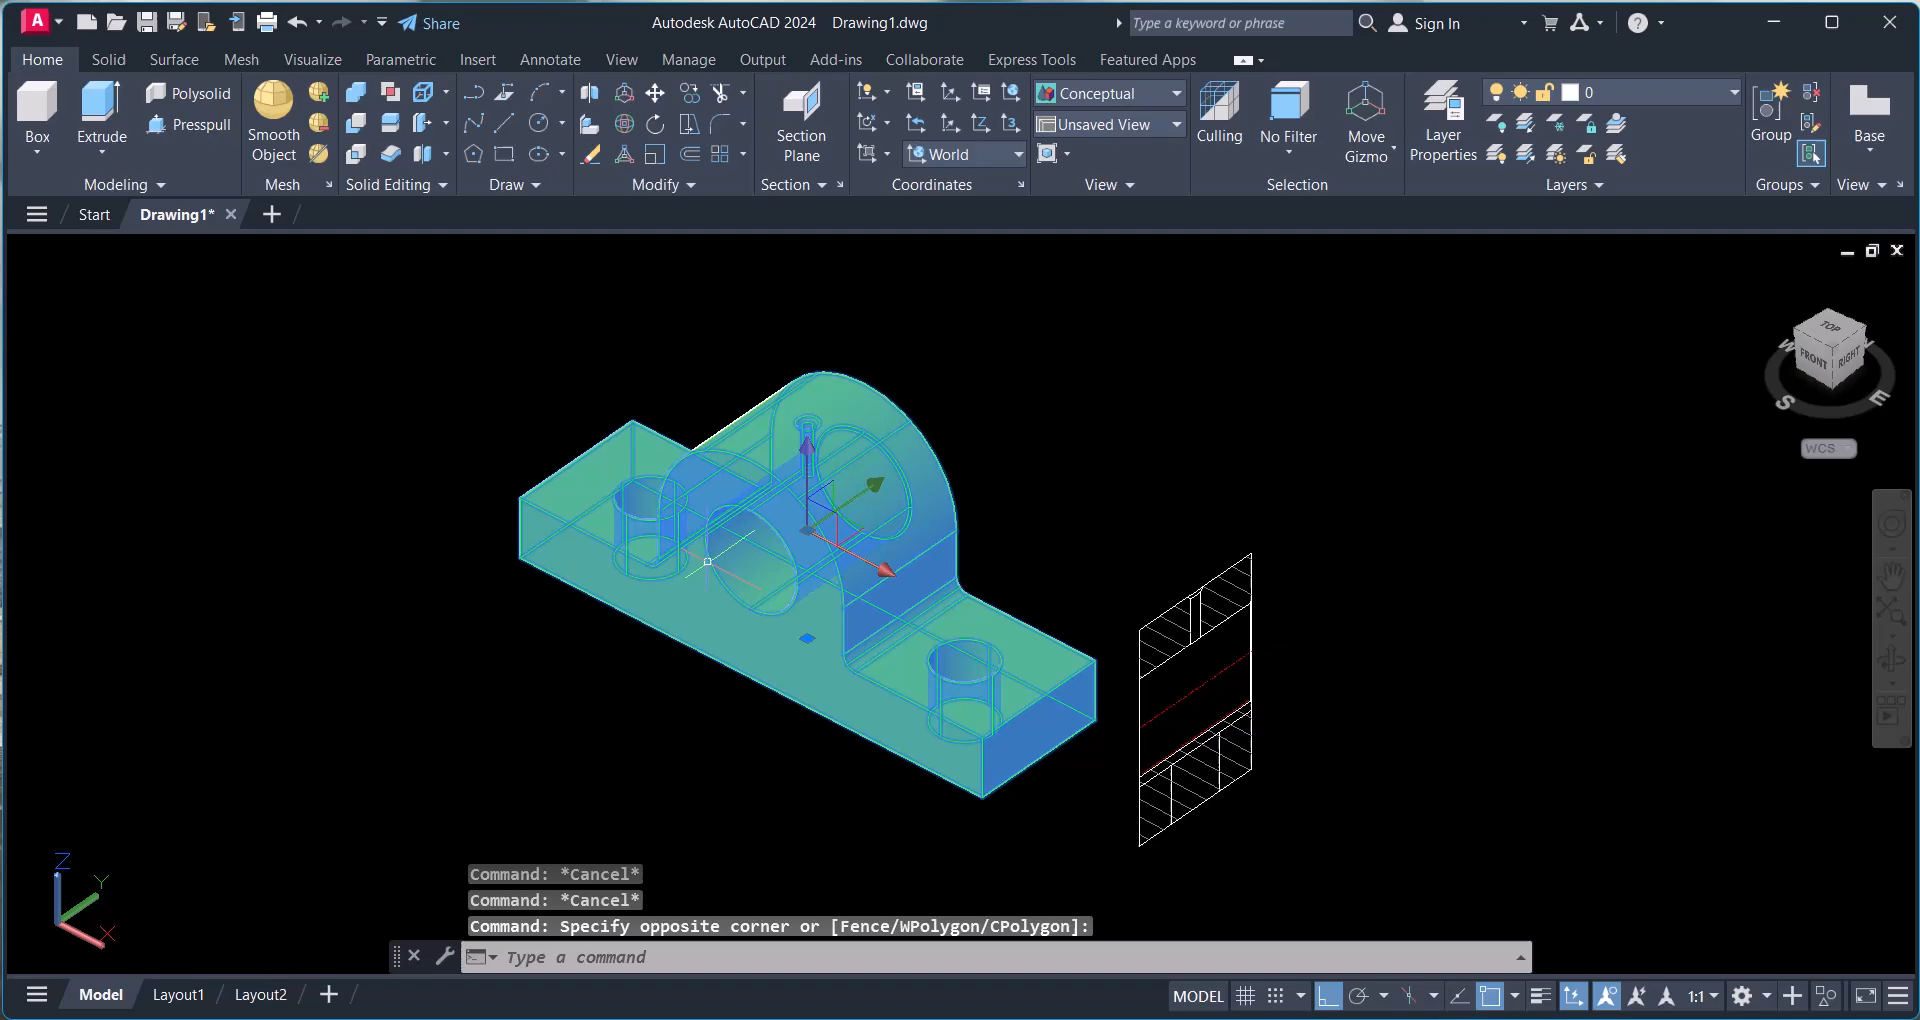 A Share Autodesk AutoCAD 2024 Drawing1.dwg Type a keyword or phrase Sign In ?
Home Solid Surface Mesh Visualize Parametric Insert Annotate View Manage Output Add-ins Collaborate Express Tools Featured Apps
Polysolid Conceptual 0
Presspull Unsaved View
Box Extrude Smooth Object Section Plane Culling No Filter Move Gizmo Layer Properties Group Base
World
Modeling Mesh Solid Editing Draw Modify Section Coordinates View Selection Layers Groups View
Start Drawing1*
TOP
FRONT RIGHT
W
S E
WCS
Z
Y
X
Command: *Cancel*
Command: *Cancel*
Command: Specify opposite corner or [Fence/WPolygon/CPolygon]:
Type a command
Model Layout1 Layout2 MODEL 1:1